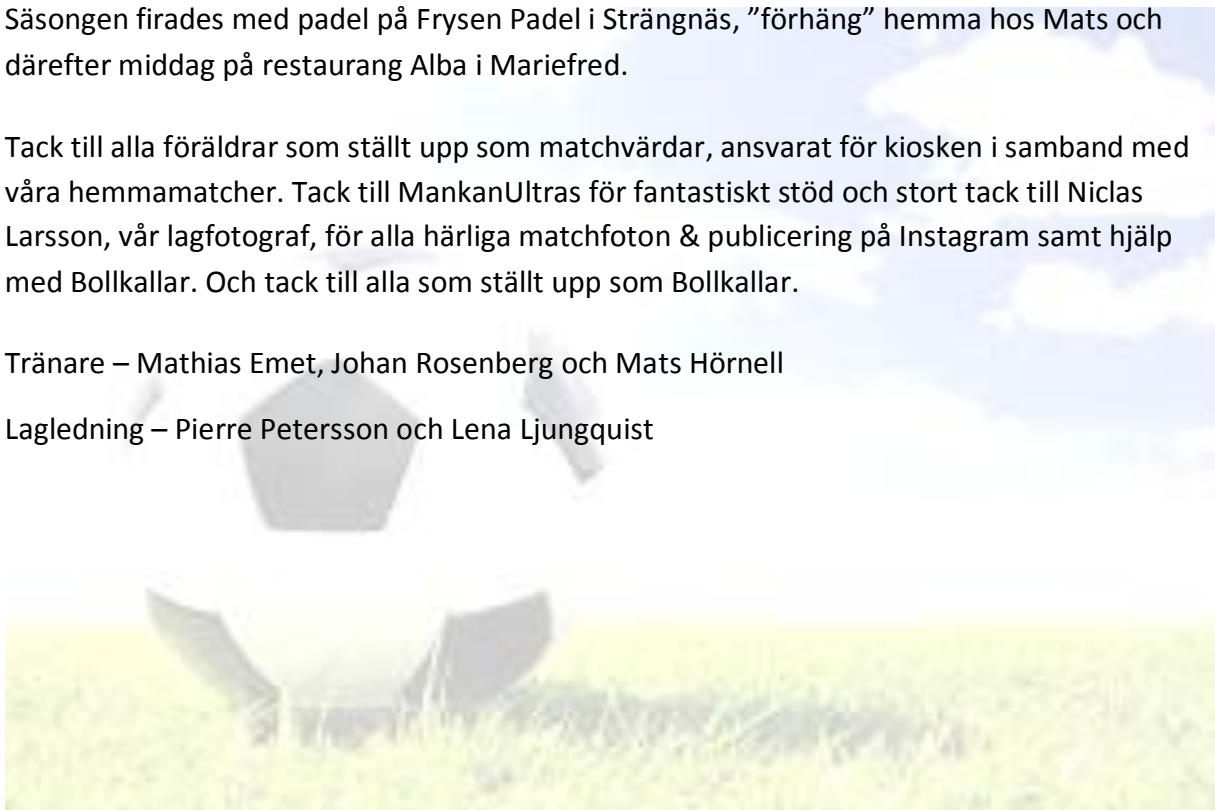 Säsongen firades med padel på Frysen Padel i Strängnäs, ”förhäng” hemma hos Mats och
därefter middag på restaurang Alba i Mariefred.
Tack till alla föräldrar som ställt upp som matchvärdar, ansvarat för kiosken i samband med
våra hemmamatcher. Tack till MankanUltras för fantastiskt stöd och stort tack till Niclas
Larsson, vår lagfotograf, för alla härliga matchfoton & publicering på Instagram samt hjälp
med Bollkallar. Och tack till alla som ställt upp som Bollkallar.
Tränare – Mathias Emet, Johan Rosenberg och Mats Hörnell
Lagledning – Pierre Petersson och Lena Ljungquist